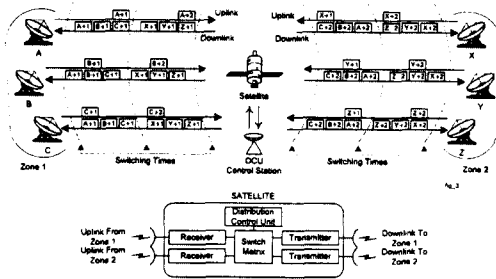 A+1
A+2
Uplink
A+1 B+1 C+1 X+1 Y+1 Z+1
Downlink
A
B+1
B+2
A+1 B+1 C+1 X+1 Y+1 Z+1
B
C+1
C+2
A+1 B+1 C+1 X+1 Y+1 Z+1
C
Zone 1
Switching Times
Satellite
DCU
Control Station
Uplink
X+1
X+2
Downlink
C+2 B+2 A+2 Y+2 X+2
X
Y+1
C+2 B+2 A+2 Y+2 X+2
Y
Z+1
Z+2
C+2 B+2 A+2 Z+2 Y+2 X+2
Z
Switching Times
Zone 2
SATELLITE
Distribution
Control Unit
Uplink From
Zone 1
Uplink From
Zone 2
Receiver
Receiver
Switch
Matrix
Transmitter
Transmitter
Downlink To
Zone 1
Downlink To
Zone 2